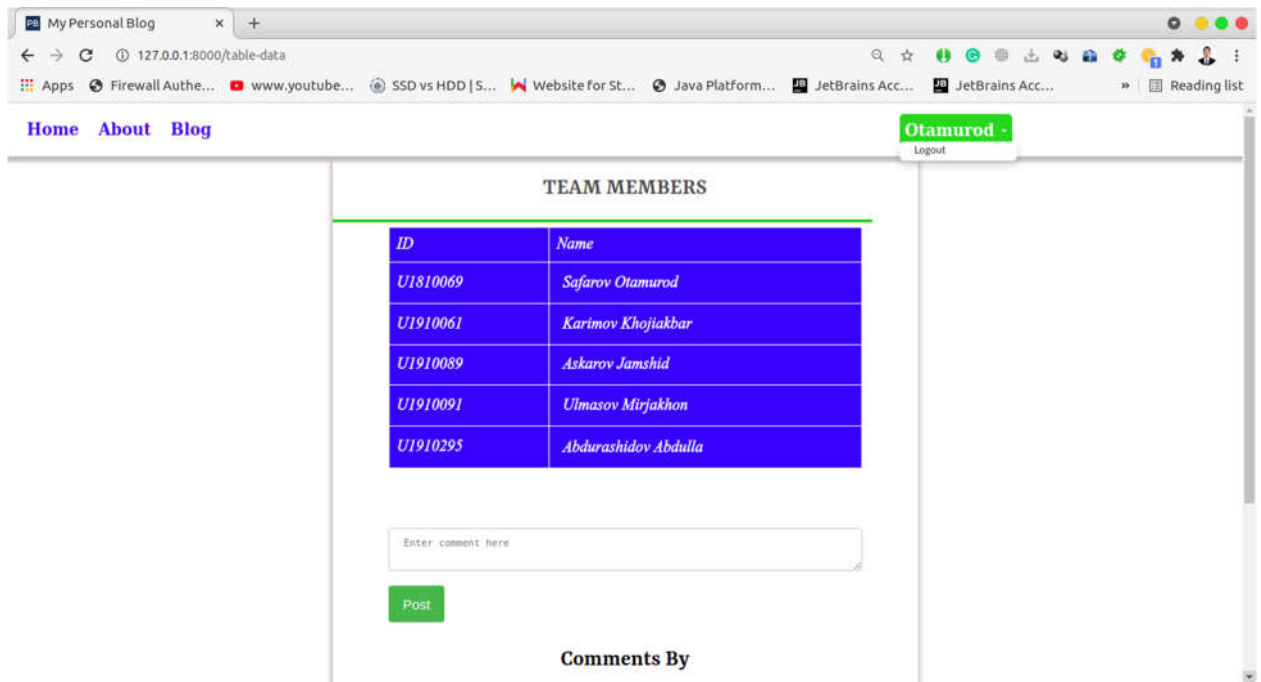 PB My Personal Blog × +
127.0.0.1:8000/table-data
Apps Firewall Authe... www.youtube... SSD vs HDD | S... Website for St... Java Platform... JB JetBrains Acc... JB JetBrains Acc... » Reading list
Home About Blog Otamurod
Logout
TEAM MEMBERS
ID Name
U1810069 Safarov Otamurod
U1910061 Karimov Khojiakbar
U1910089 Askarov Jamshid
U1910091 Ulmasov Mirjakhon
U1910295 Abdurashidov Abdulla
Enter comment here
Post
Comments By